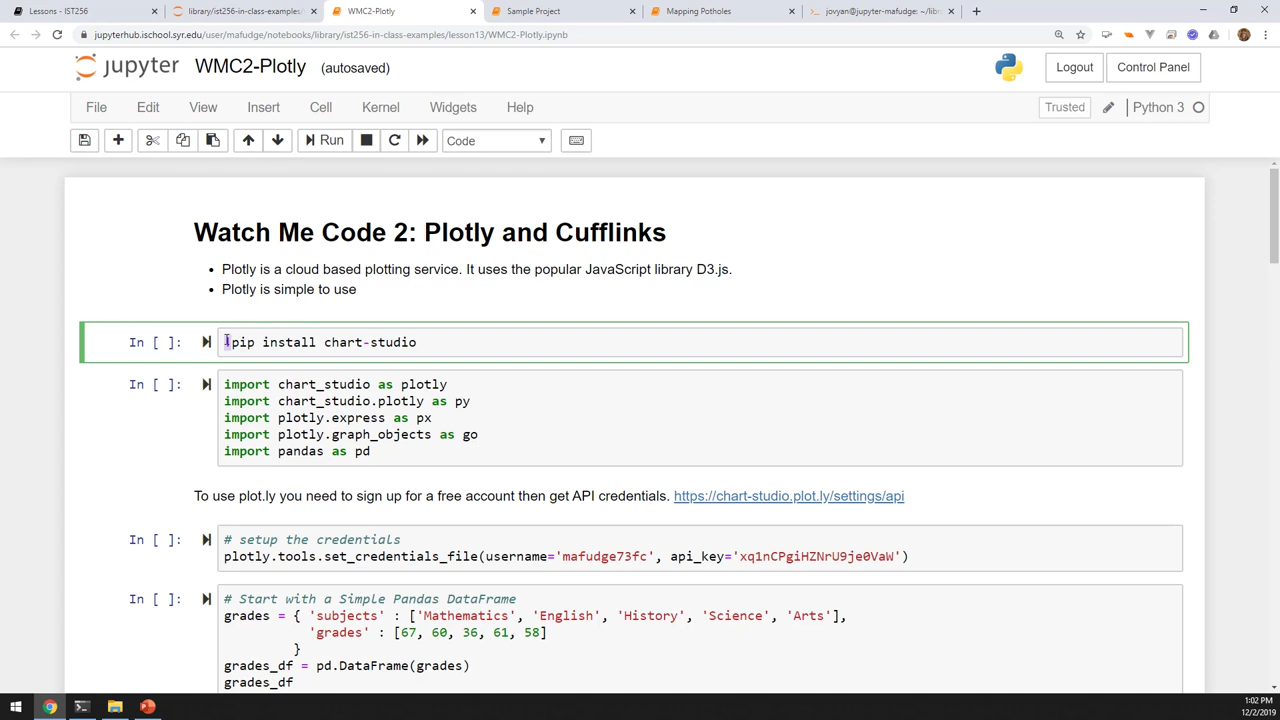 Lessons - IST256
library/ist256-in-class-examples/
WMC2-Plotly
Sample Project
Mapping Potholes
jovyan@jupyter-mafudge: ~/libr
jupyterhub.ischool.syr.edu/user/mafudge/notebooks/library/ist256-in-class-examples/lesson13/WMC2-Plotly.ipynb
jupyter WMC2-Plotly (autosaved)
Logout
Control Panel
File Edit View Insert Cell Kernel Widgets Help
Trusted
Python 3
Run
Code
Watch Me Code 2: Plotly and Cufflinks
• Plotly is a cloud based plotting service. It uses the popular JavaScript library D3.js.
• Plotly is simple to use
In [ ]: !pip install chart-studio
In [ ]: import chart_studio as plotly
import chart_studio.plotly as py
import plotly.express as px
import plotly.graph_objects as go
import pandas as pd
To use plot.ly you need to sign up for a free account then get API credentials. https://chart-studio.plot.ly/settings/api
In [ ]: # setup the credentials
plotly.tools.set_credentials_file(username='mafudge73fc', api_key='xq1nCPgiHZNrU9je0VaW')
In [ ]: # Start with a Simple Pandas DataFrame
grades = { 'subjects' : ['Mathematics', 'English', 'History', 'Science', 'Arts'],
'grades' : [67, 60, 36, 61, 58]
}
grades_df = pd.DataFrame(grades)
grades_df
1:02 PM
12/2/2019